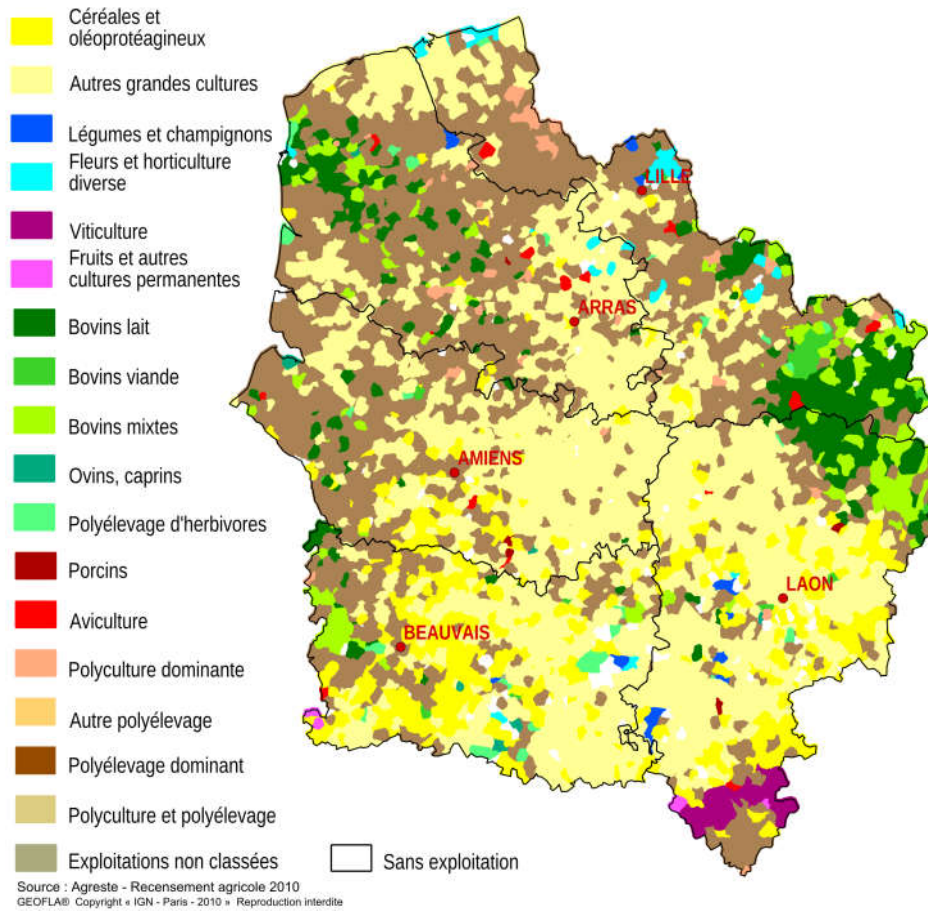 Céréales et
oléoprotéagineux
Autres grandes cultures
Légumes et champignons
Fleurs et horticulture
diverse
Viticulture
Fruits et autres
cultures permanentes
Bovins lait
Bovins viande
Bovins mixtes
Ovins, caprins
Polyélevage d'herbivores
Porcins
Aviculture
Polyculture dominante
Autre polyélevage
Polyélevage dominant
Polyculture et polyélevage
Exploitations non classées
Sans exploitation
LILLE
ARRAS
AMIENS
LAON
BEAUVAIS
Source : Agreste - Recensement agricole 2010
GEOFLA® Copyright « IGN - Paris - 2010 » Reproduction interdite